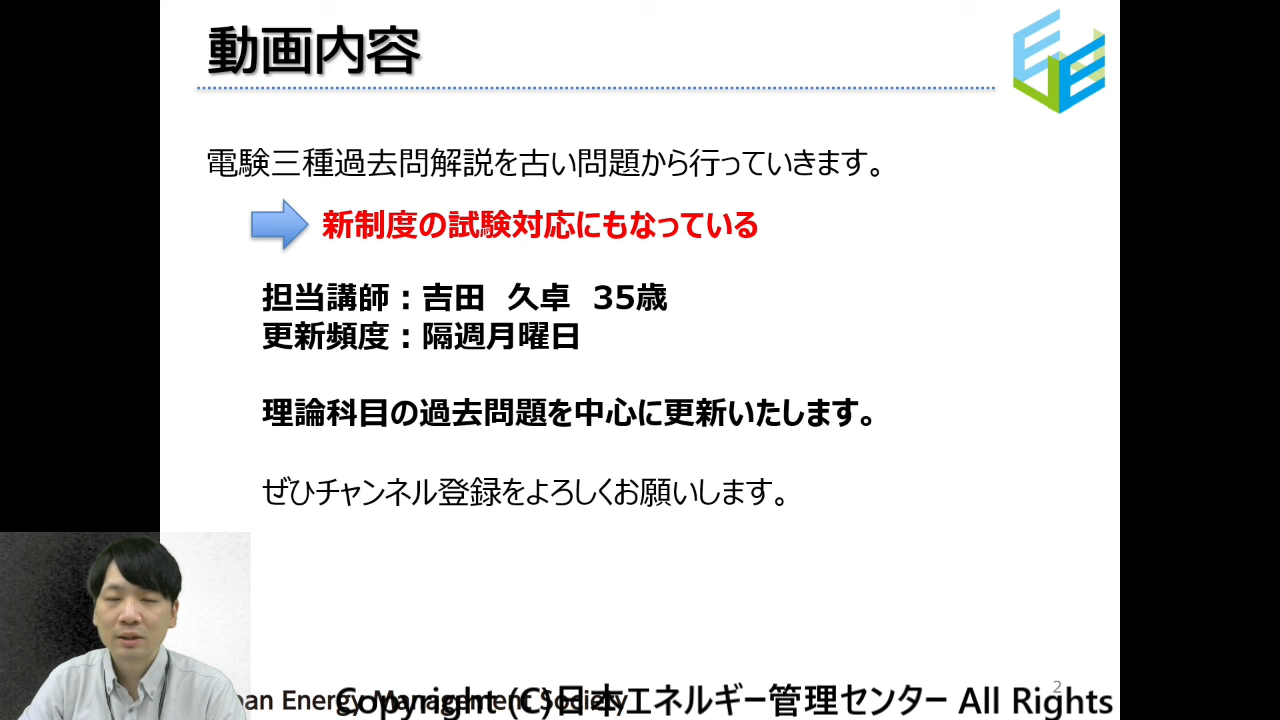 動画内容
電験三種過去問解説を古い問題から行っていきます。
新制度の試験対応にもなっている
担当講師：吉田 久卓 35歳
更新頻度：隔週月曜日
理論科目の過去問題を中心に更新いたします。
ぜひチャンネル登録をよろしくお願いします。
2
Energy Management Society
Copyright (C)日本エネルギー管理センター All Rights